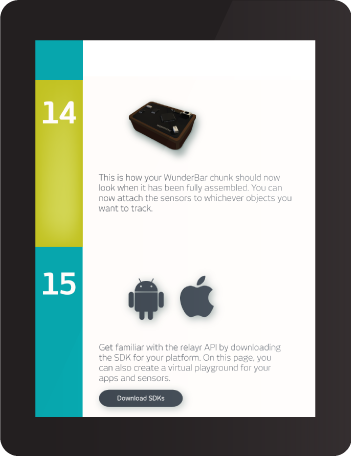 14
This is how your WunderBar chunk should now
look when it has been fully assembled. You can
now attach the sensors to whichever objects you
want to track.
15
Get familiar with the relayr API by downloading
the SDK for your platform. On this page, you
can also create a virtual playground for your
apps and sensors.
Download SDKs